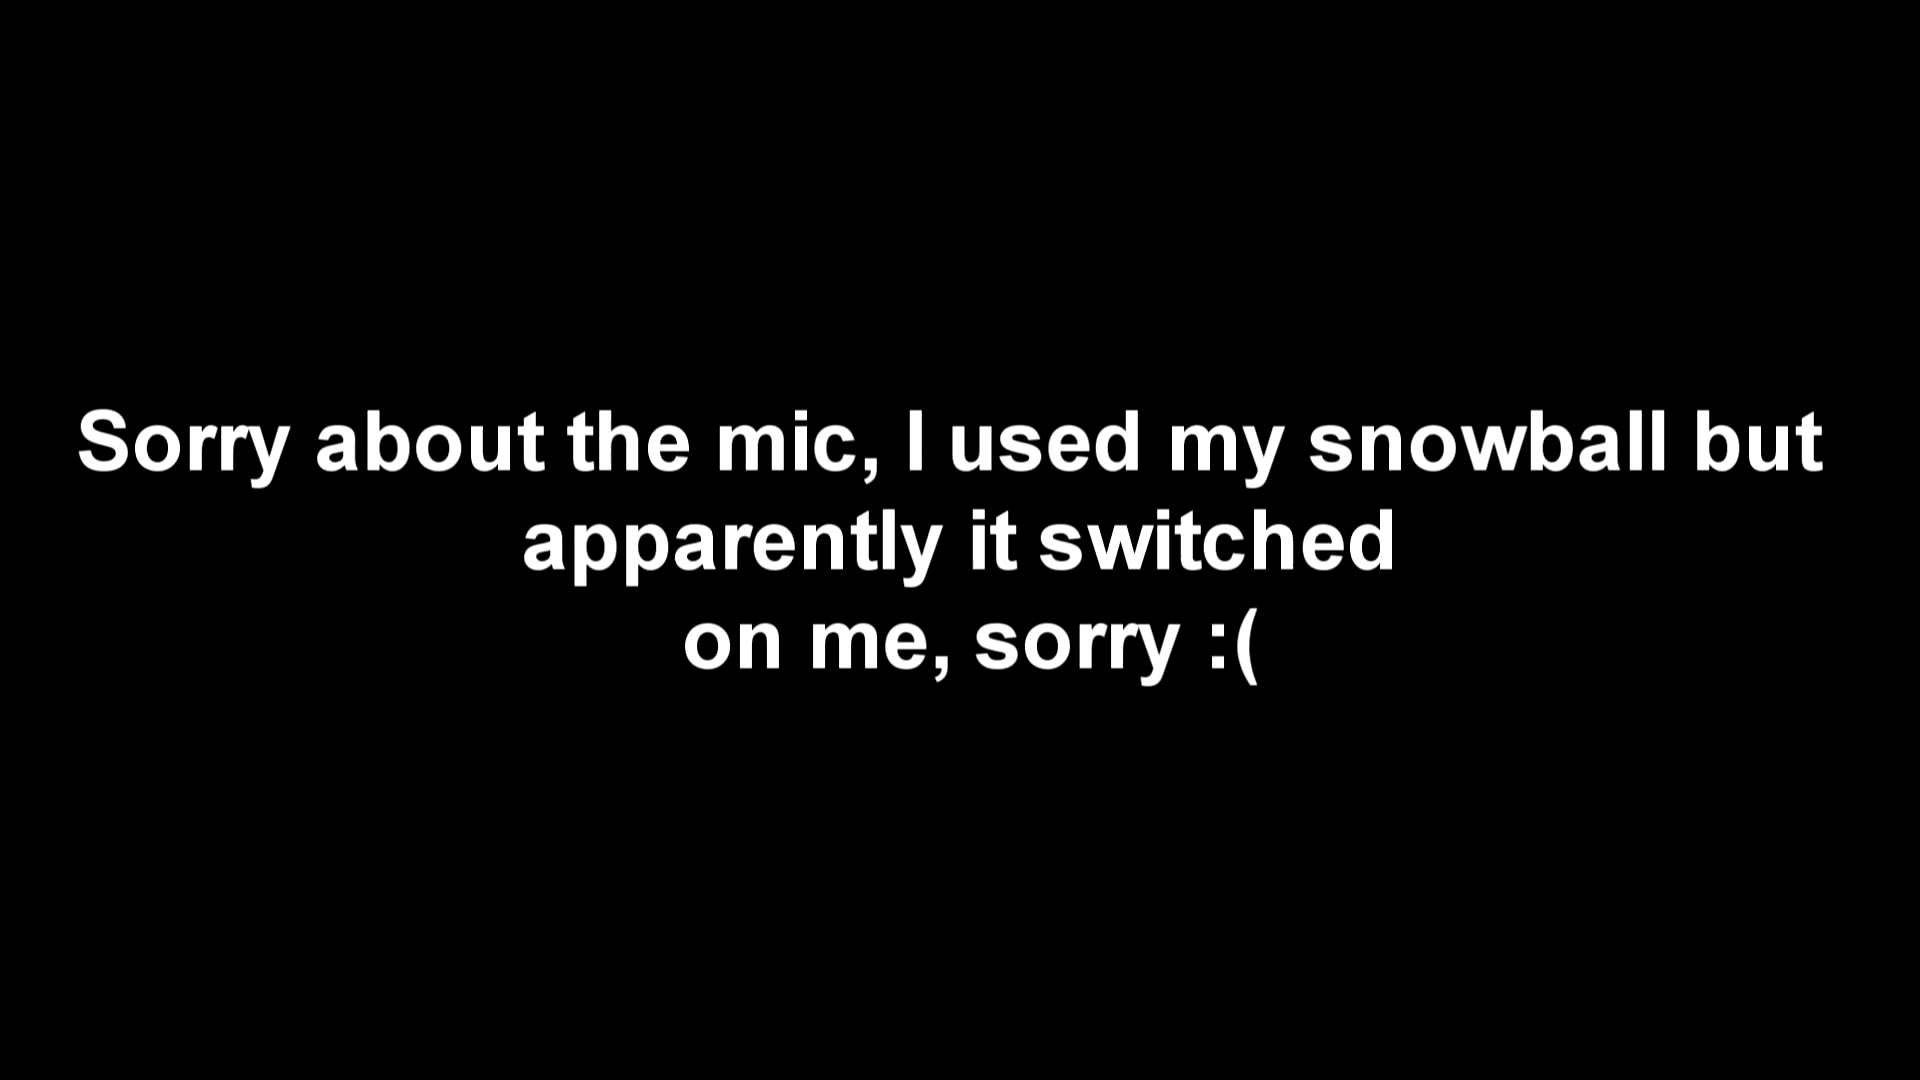 Sorry about the mic, I used my snowball but
apparently it switched
on me, sorry :(